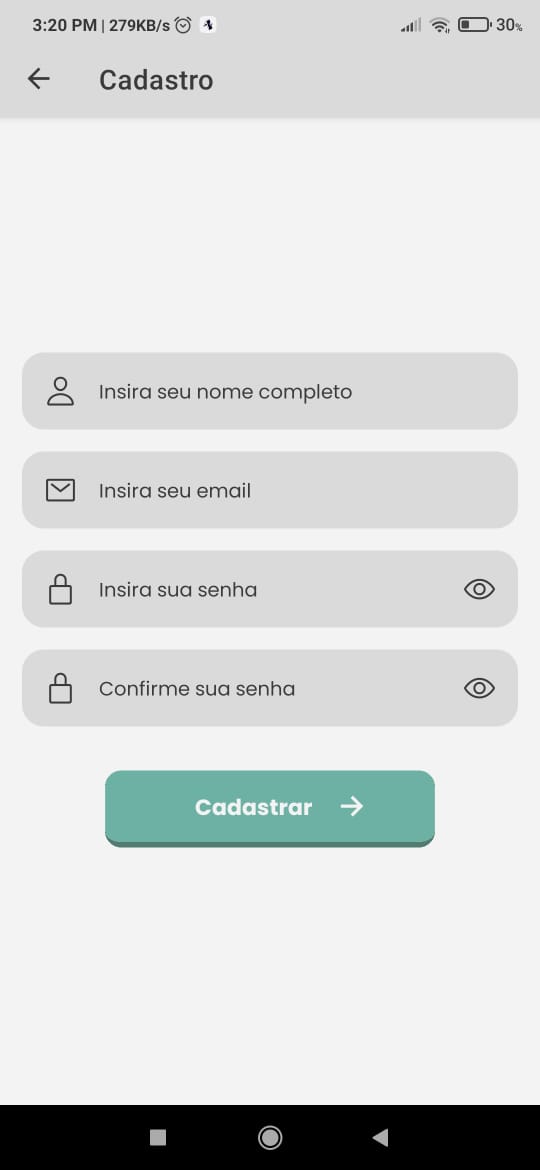 3:20 PM | 279KB/s 30%
Cadastro
Insira seu nome completo
Insira seu email
Insira sua senha
Confirme sua senha
Cadastrar